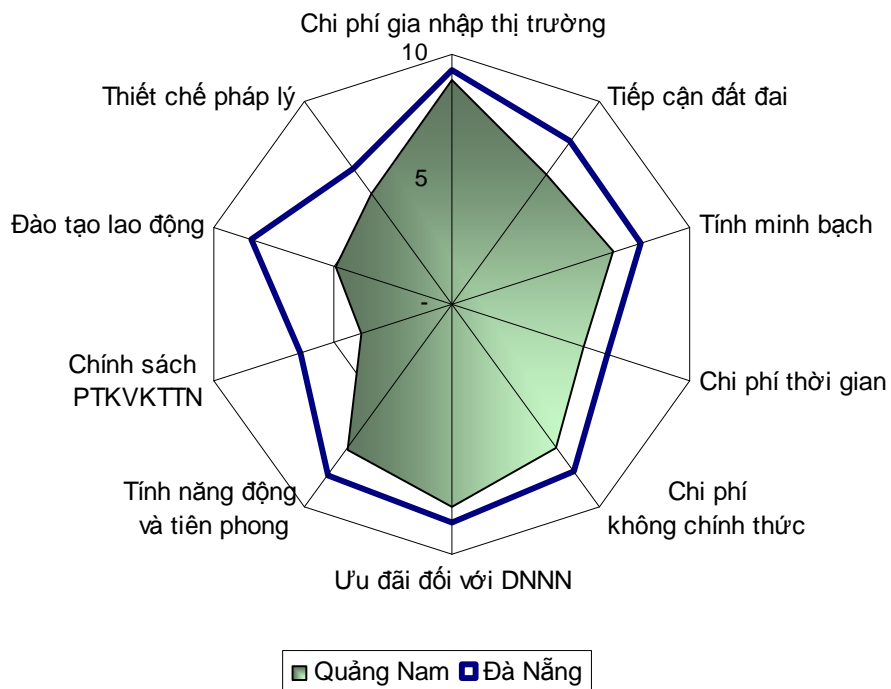 Chi phí gia nhập thị trường
10
Thiết chế pháp lý
Tiếp cận đất đai
5
Đào tạo lao động
Tính minh bạch
-
Chính sách
PTKVKTTN
Chi phí thời gian
Tính năng động
và tiên phong
Chi phí
không chính thức
Ưu đãi đối với DNNN
Quảng Nam Đà Nẵng